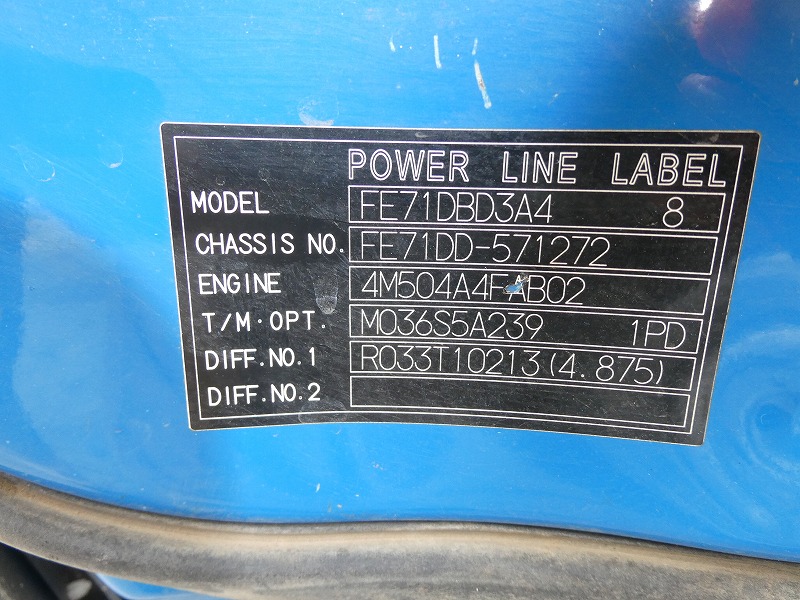 POWER LINE LABEL
MODEL FE71DBD3A4 8
CHASSIS NO. FE71DD-571272
ENGINE 4M504A4FAB02
T/M·OPT. M036S5A239 1PD
DIFF.NO.1 R033T10213(4.875)
DIFF.NO.2